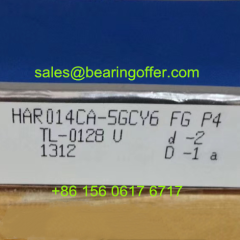 sales@bearingoffer.com
HAR014CA-5GCY6 FG P4
TL-0128 U d -2
1312 D -1 a
+86 156 0617 6717